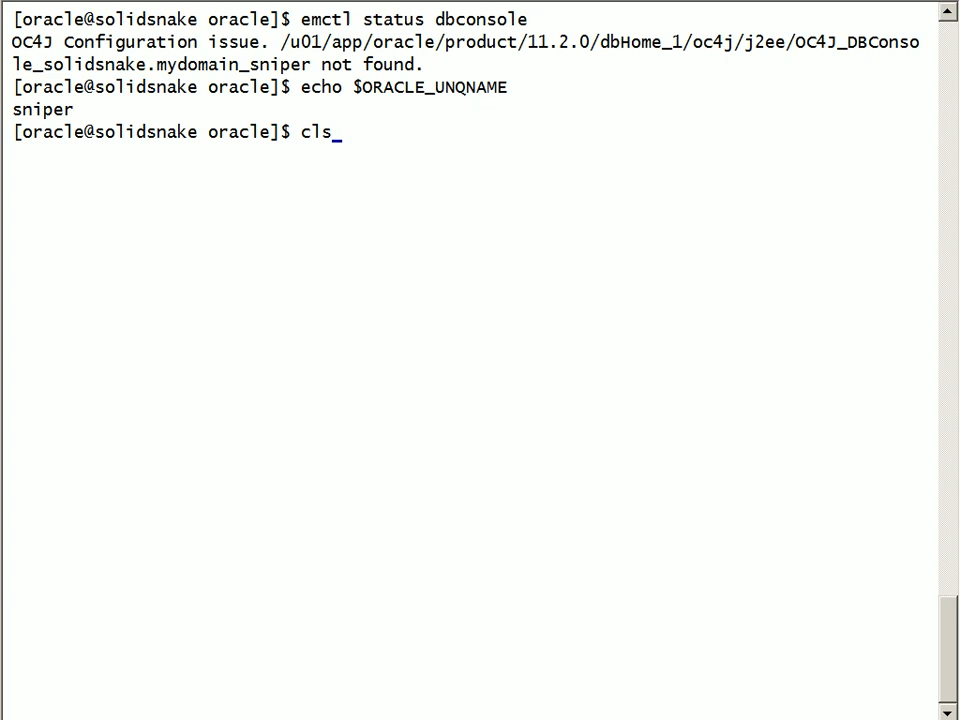 [oracle@solidsnake oracle]$ emctl status dbconsole
OC4J Configuration issue. /u01/app/oracle/product/11.2.0/dbHome_1/oc4j/j2ee/OC4J_DBConso
le_solidsnake.mydomain_sniper not found.
[oracle@solidsnake oracle]$ echo $ORACLE_UNQNAME
sniper
[oracle@solidsnake oracle]$ cls